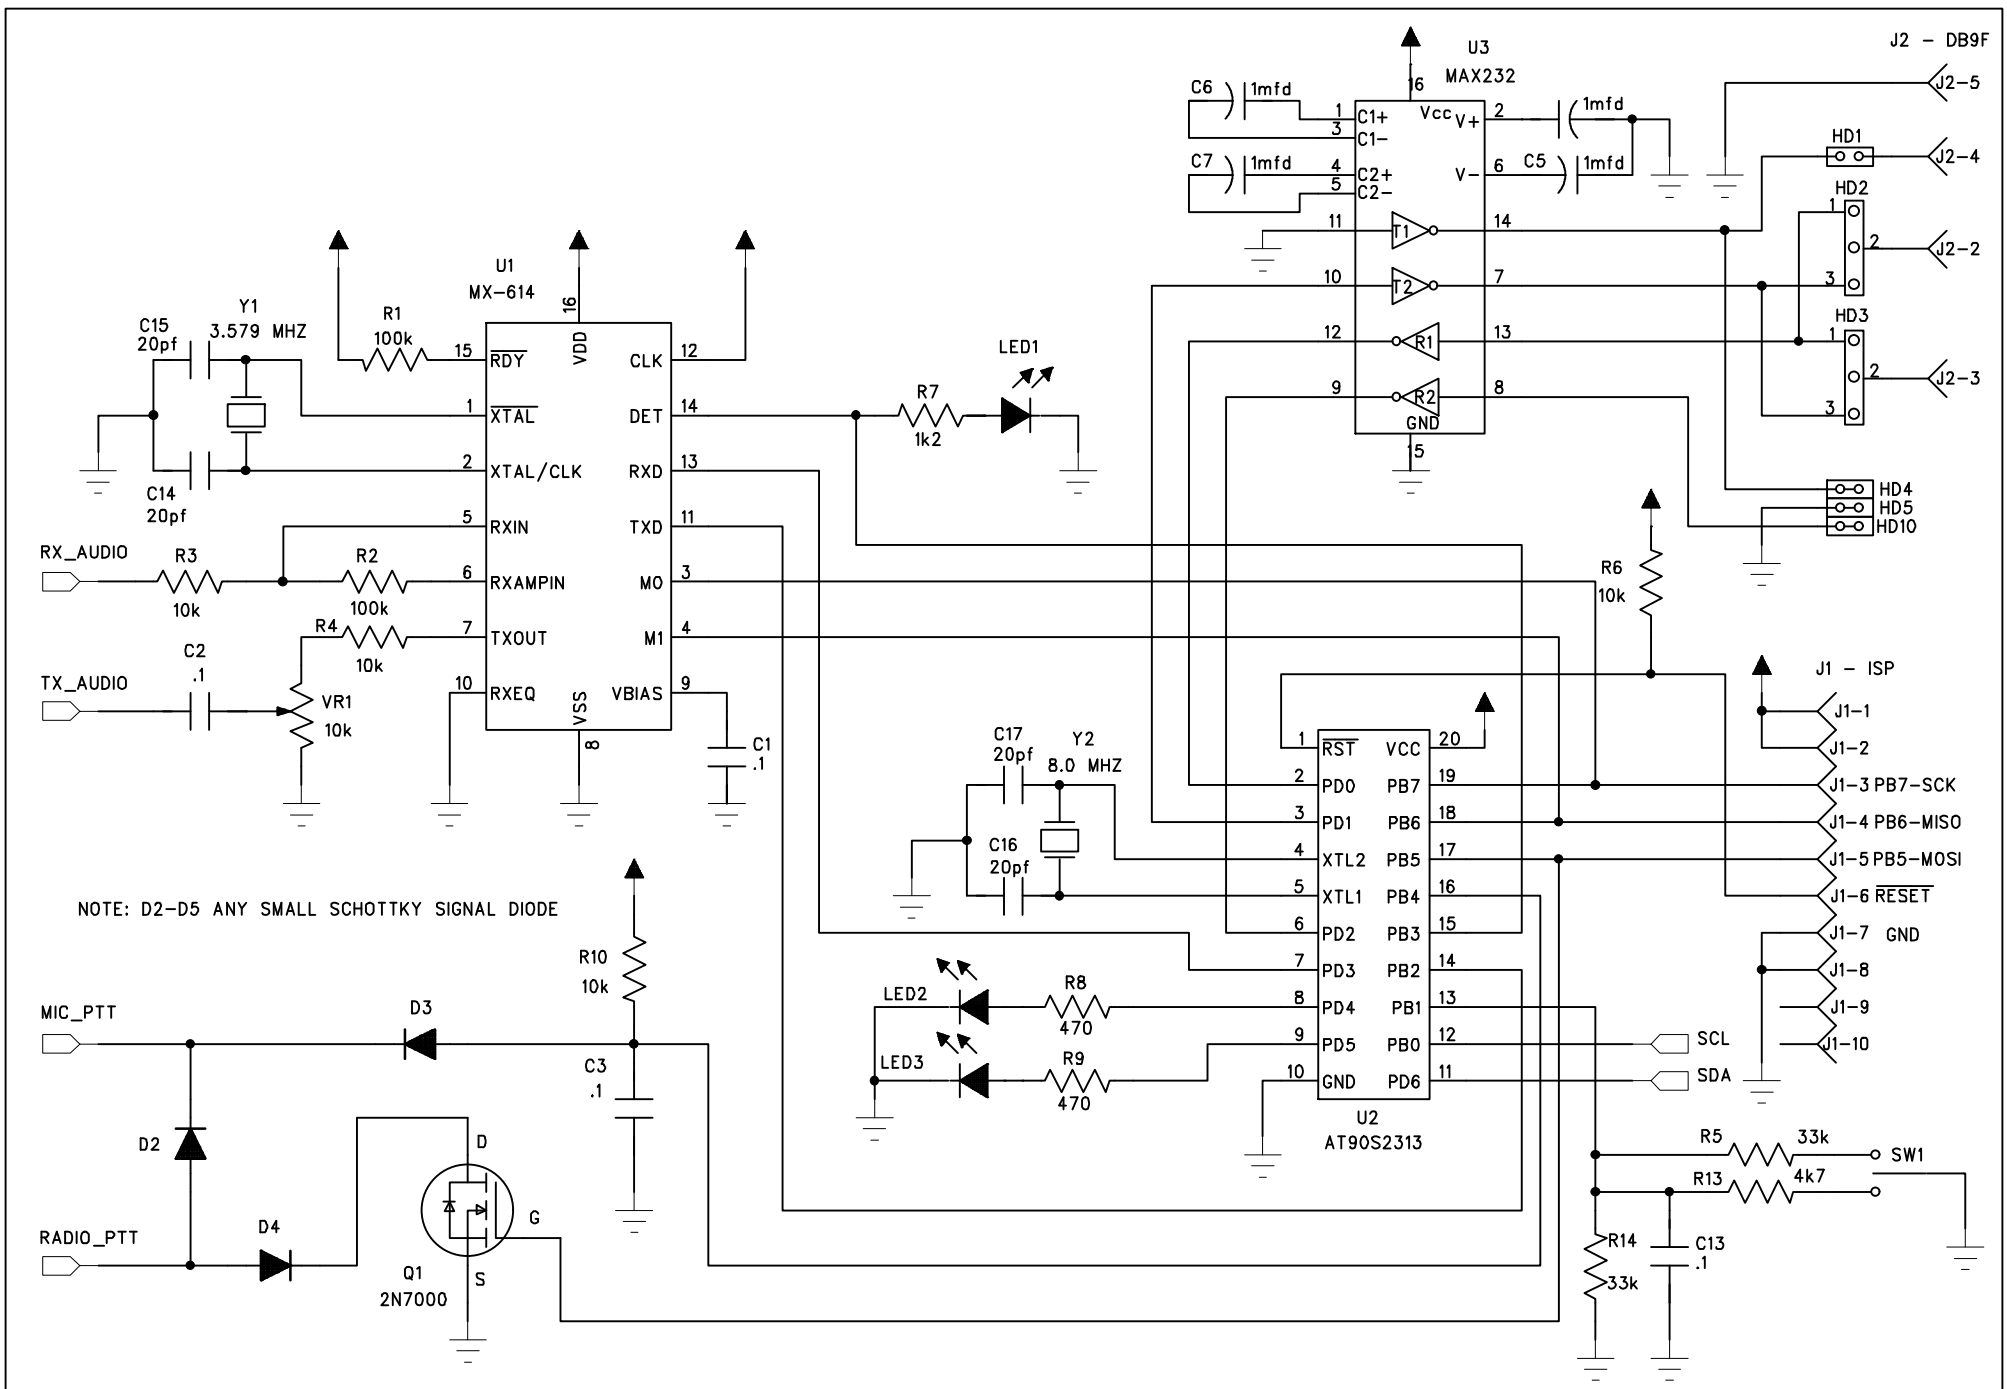 J2 - DB9F
U3
MAX232
16
C6
1mfd
1
C1+
3
C1-
Vcc
V+
2
1mfd
J2-5
C7
1mfd
4
C2+
5
C2-
V-
6
C5
1mfd
HD1
J2-4
HD2
1
2
3
J2-2
11
T1
14
10
T2
7
12
R1
13
9
R2
8
GND
15
HD3
1
2
3
J2-3
HD4
HD5
HD10
U1
MX-614
16
VDD
Y1
3.579 MHZ
C15
20pf
R1
100k
15
RDY
CLK
12
1
XTAL
DET
14
R7
1k2
LED1
2
XTAL/CLK
RXD
13
C14
20pf
5
RXIN
TXD
11
RX_AUDIO
R3
10k
R2
100k
6
RXAMPIN
M0
3
R4
10k
7
TXOUT
M1
4
C2
.1
TX_AUDIO
VR1
10k
10
RXEQ
VBIAS
9
VSS
8
C1
.1
R6
10k
J1 - ISP
J1-1
J1-2
J1-3 PB7-SCK
J1-4 PB6-MISO
J1-5 PB5-MOSI
J1-6 RESET
J1-7 GND
J1-8
J1-9
J1-10
C17
20pf
Y2
8.0 MHZ
C16
20pf
1
RST
VCC
20
2
PD0
PB7
19
3
PD1
PB6
18
4
XTL2
PB5
17
5
XTL1
PB4
16
6
PD2
PB3
15
7
PD3
PB2
14
8
PD4
PB1
13
9
PD5
PB0
12
10
GND
PD6
11
U2
AT90S2313
SCL
SDA
LED2
R8
470
LED3
R9
470
NOTE: D2-D5 ANY SMALL SCHOTTKY SIGNAL DIODE
R10
10k
MIC_PTT
D3
C3
.1
D2
D
G
S
RADIO_PTT
D4
Q1
2N7000
R5
33k
SW1
R13
4k7
R14
33k
C13
.1